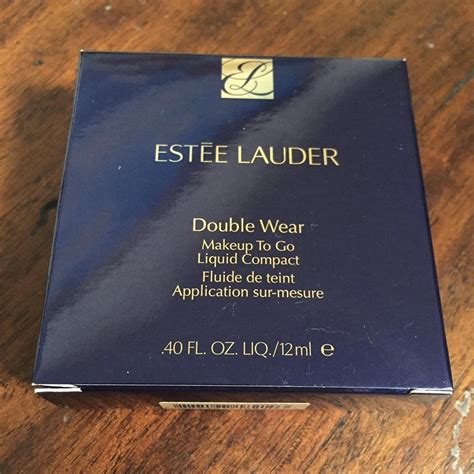 EL
ESTĒE LAUDER
Double Wear
Makeup To Go
Liquid Compact
Fluide de teint
Application sur-mesure
.40 FL. OZ. LIQ./12ml ℮